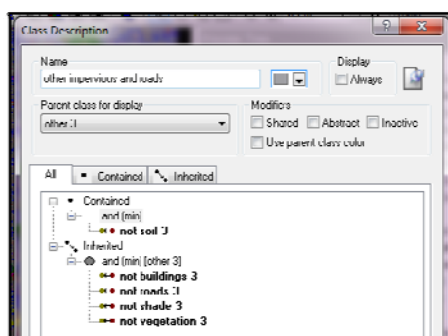 Class Description
Name
other impervious and roads
Display
Always
Parent class for display
other 3
Modifiers
Shared Abstract Inactive
Use parent class color
All Contained Inherited
Contained
and (min)
not soil 3
Inherited
and (min) [other 3]
not buildings 3
not roads 3
not shade 3
not vegetation 3